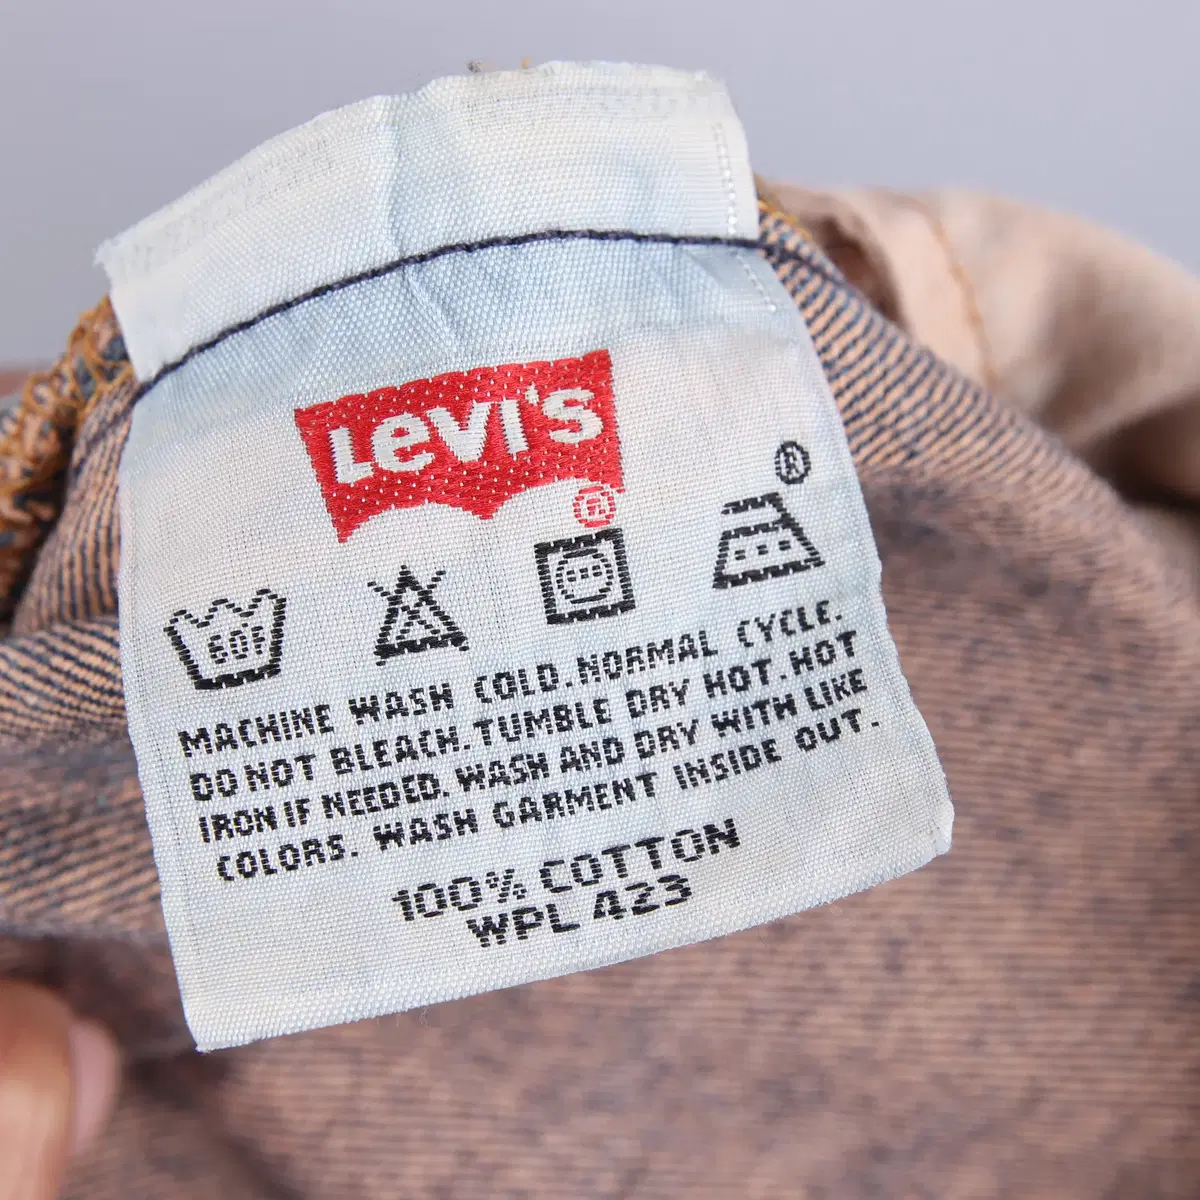 LEVI'S
®
®
60F
MACHINE WASH COLD. NORMAL CYCLE.
DO NOT BLEACH. TUMBLE DRY HOT. HOT
IRON IF NEEDED. WASH AND DRY WITH LIKE
COLORS. WASH GARMENT INSIDE OUT.
100% COTTON
WPL 423